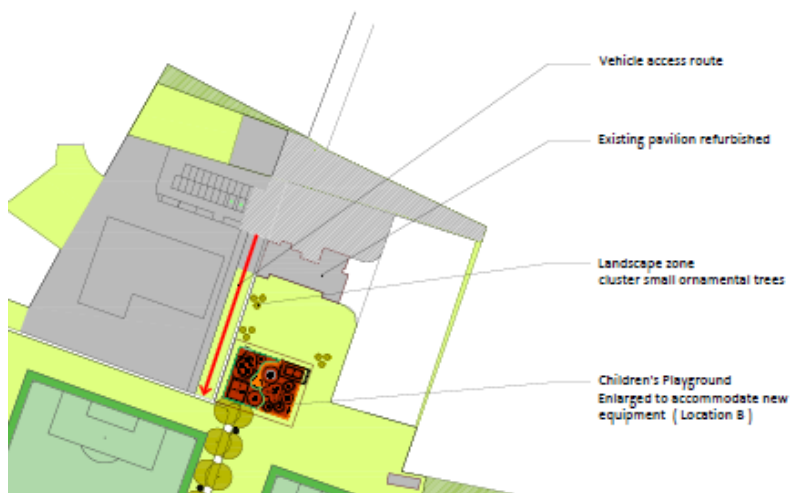 Vehicle access route
Existing pavilion refurbished
Landscape zone
cluster small ornamental trees
Children's Playground
Enlarged to accommodate new
equipment ( Location B )